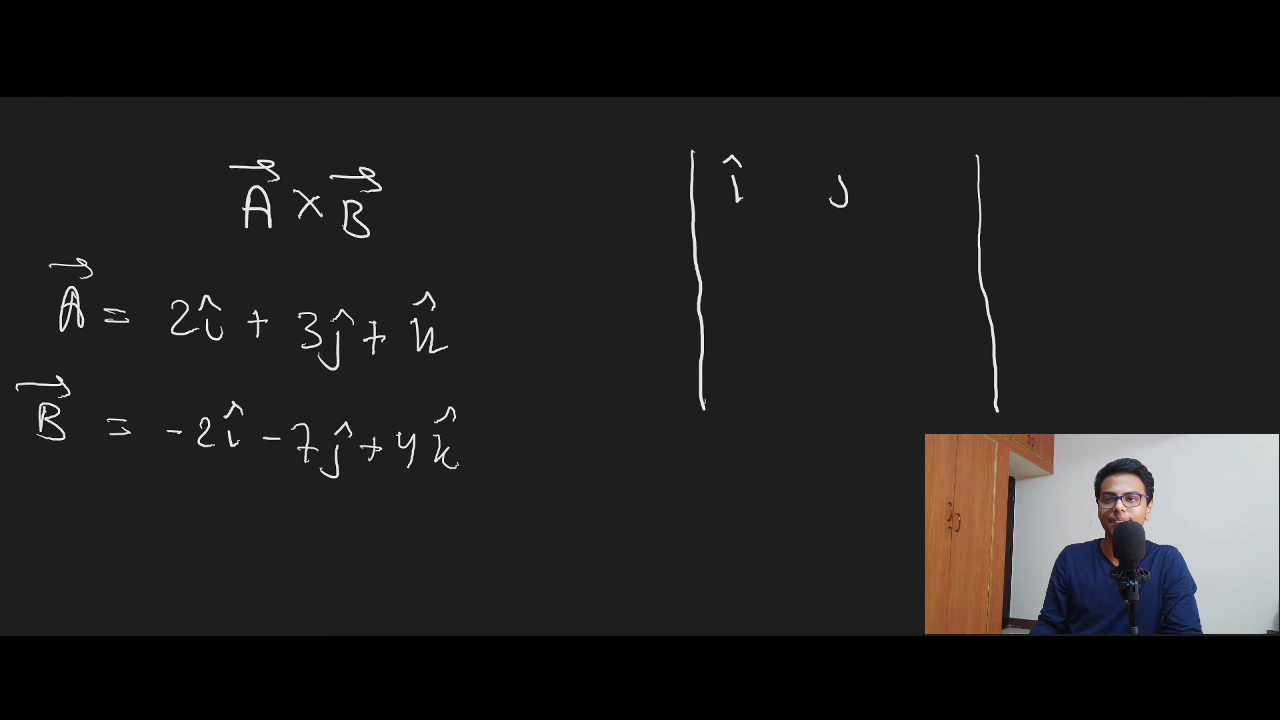 A⃗ × B⃗
A⃗ = 2î + 3ĵ + k̂
B⃗ = -2î - 7ĵ + 4k̂
| î j |